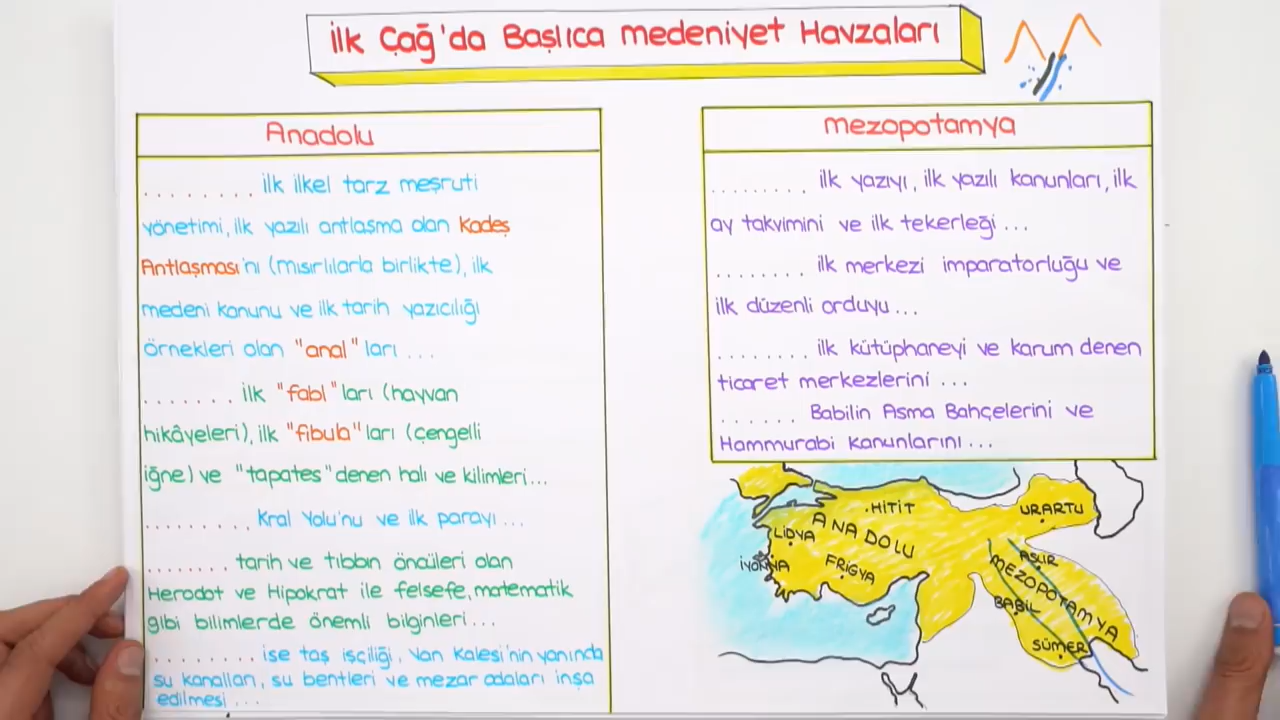 İlk Çağ'da Başlıca medeniyet Havzaları
Anadolu
......... ilk ilkel tarz meşruti
yönetimi, ilk yazılı antlaşma olan Kadeş
Antlaşması'nı (mısırlılarla birlikte), ilk
medeni kanunu ve ilk tarih yazıcılığı
örnekleri olan "anal" ları ...
....... ilk "fabl" ları (hayvan
hikâyeleri), ilk "fibula" ları (çengelli
iğne) ve "tapates" denen halı ve kilimleri...
......... Kral Yolu'nu ve ilk parayı ...
........ tarih ve tıbbın öncüleri olan
Herodot ve Hipokrat ile felsefe, matematik
gibi bilimlerde önemli bilginleri...
........ ise taş işçiliği, Van Kalesi'nin yanında
su kanalları, su bentleri ve mezar odaları inşa
edilmesi ...
mezopotamya
......... ilk yazıyı, ilk yazılı kanunları, ilk
ay takvimini ve ilk tekerleği ...
........ ilk merkezi imparatorluğu ve
ilk düzenli orduyu ...
........ ilk kütüphaneyi ve karum denen
ticaret merkezlerini ...
...... Babilin Asma Bahçelerini ve
Hammurabi kanunlarını ...
HİTİT
URARTU
ANADOLU
LİDYA
İYONYA
FRİGYA
ASUR
MEZOPOTAMYA
BABİL
SÜMER